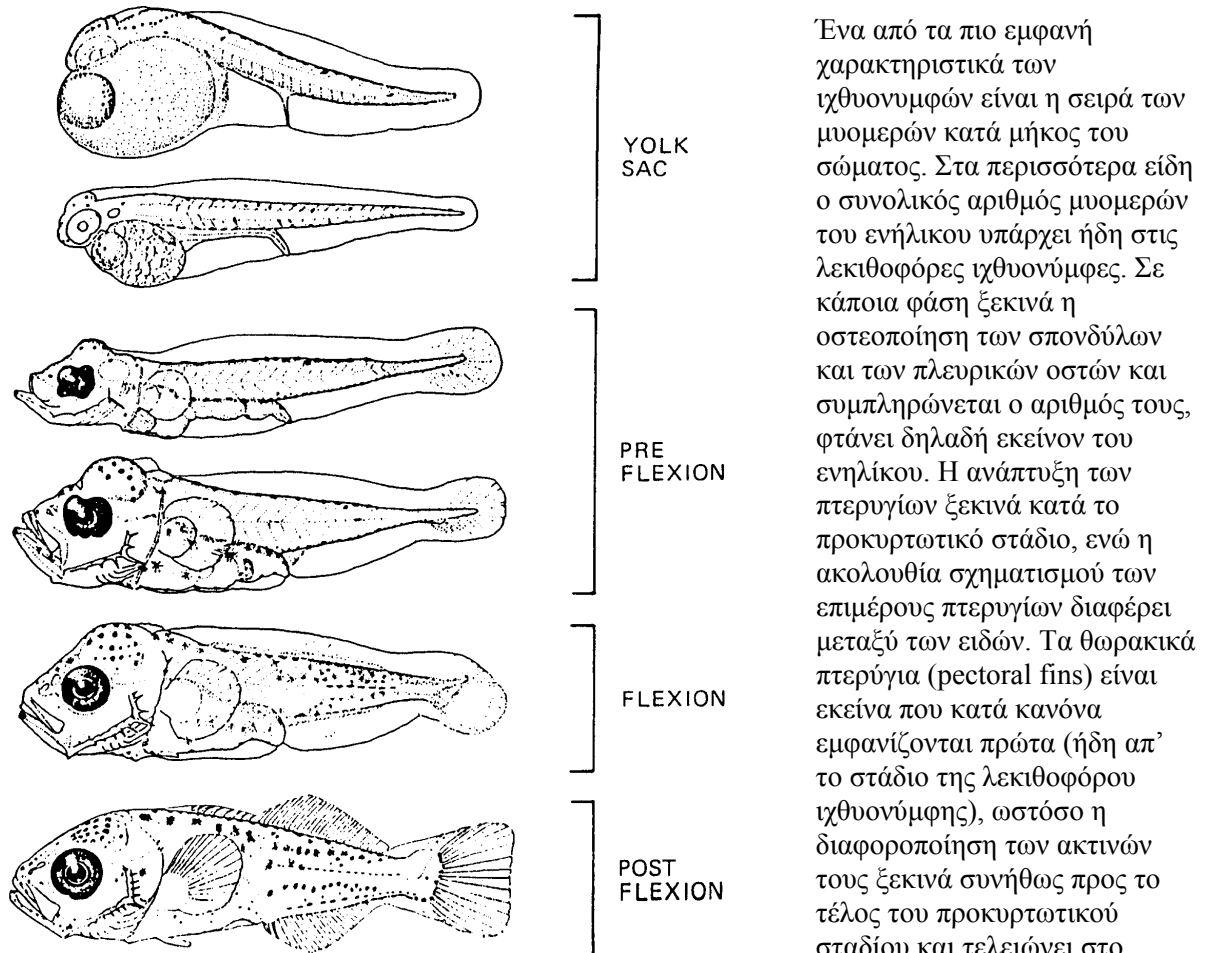 YOLK
SAC
PRE
FLEXION
FLEXION
POST
FLEXION
Ένα από τα πιο εμφανή
χαρακτηριστικά των
ιχθυονυμφών είναι η σειρά των
μυομερών κατά μήκος του
σώματος. Στα περισσότερα είδη
ο συνολικός αριθμός μυομερών
του ενήλικου υπάρχει ήδη στις
λεκιθοφόρες ιχθυονύμφες. Σε
κάποια φάση ξεκινά η
οστεοποίηση των σπονδύλων
και των πλευρικών οστών και
συμπληρώνεται ο αριθμός τους,
φτάνει δηλαδή εκείνον του
ενηλίκου. Η ανάπτυξη των
πτερυγίων ξεκινά κατά το
προκυρτωτικό στάδιο, ενώ η
ακολουθία σχηματισμού των
επιμέρους πτερυγίων διαφέρει
μεταξύ των ειδών. Τα θωρακικά
πτερύγια (pectoral fins) είναι
εκείνα που κατά κανόνα
εμφανίζονται πρώτα (ήδη απ’
το στάδιο της λεκιθοφόρου
ιχθυονύμφης), ωστόσο η
διαφοροποίηση των ακτινών
τους ξεκινά συνήθως προς το
τέλος του προκυρτωτικού
σταδίου και τελειώνει στο